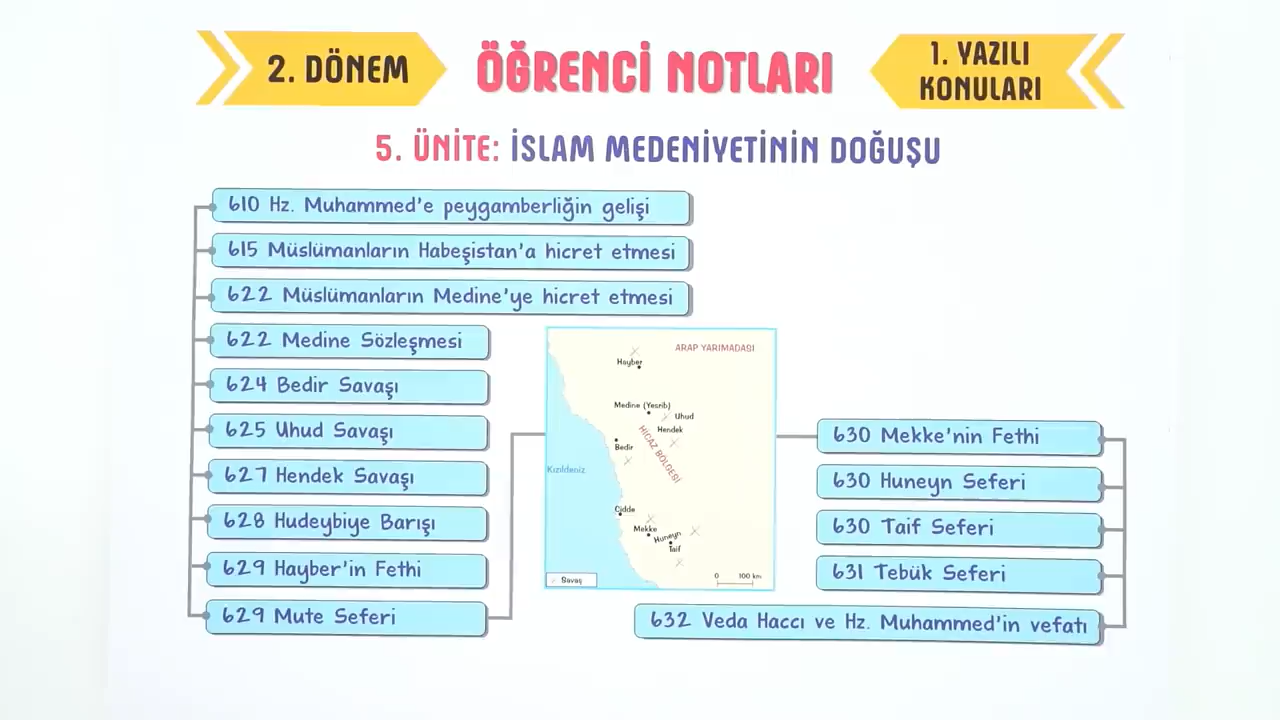 2. DÖNEM
ÖĞRENCİ NOTLARI
1. YAZILI
KONULARI
5. ÜNİTE: İSLAM MEDENİYETİNİN DOĞUŞU
610 Hz. Muhammed'e peygamberliğin gelişi
615 Müslümanların Habeşistan'a hicret etmesi
622 Müslümanların Medine'ye hicret etmesi
622 Medine Sözleşmesi
624 Bedir Savaşı
625 Uhud Savaşı
627 Hendek Savaşı
628 Hudeybiye Barışı
629 Hayber'in Fethi
629 Mute Seferi
ARAP YARIMADASI
Hayber
Medine (Yesrib)
Uhud
Hendek
HİCAZ BÖLGESİ
Bedir
Kızıldeniz
Cidde
Mekke
Huneyn
Taif
Savaş
0 100 km
630 Mekke'nin Fethi
630 Huneyn Seferi
630 Taif Seferi
631 Tebük Seferi
632 Veda Haccı ve Hz. Muhammed'in vefatı